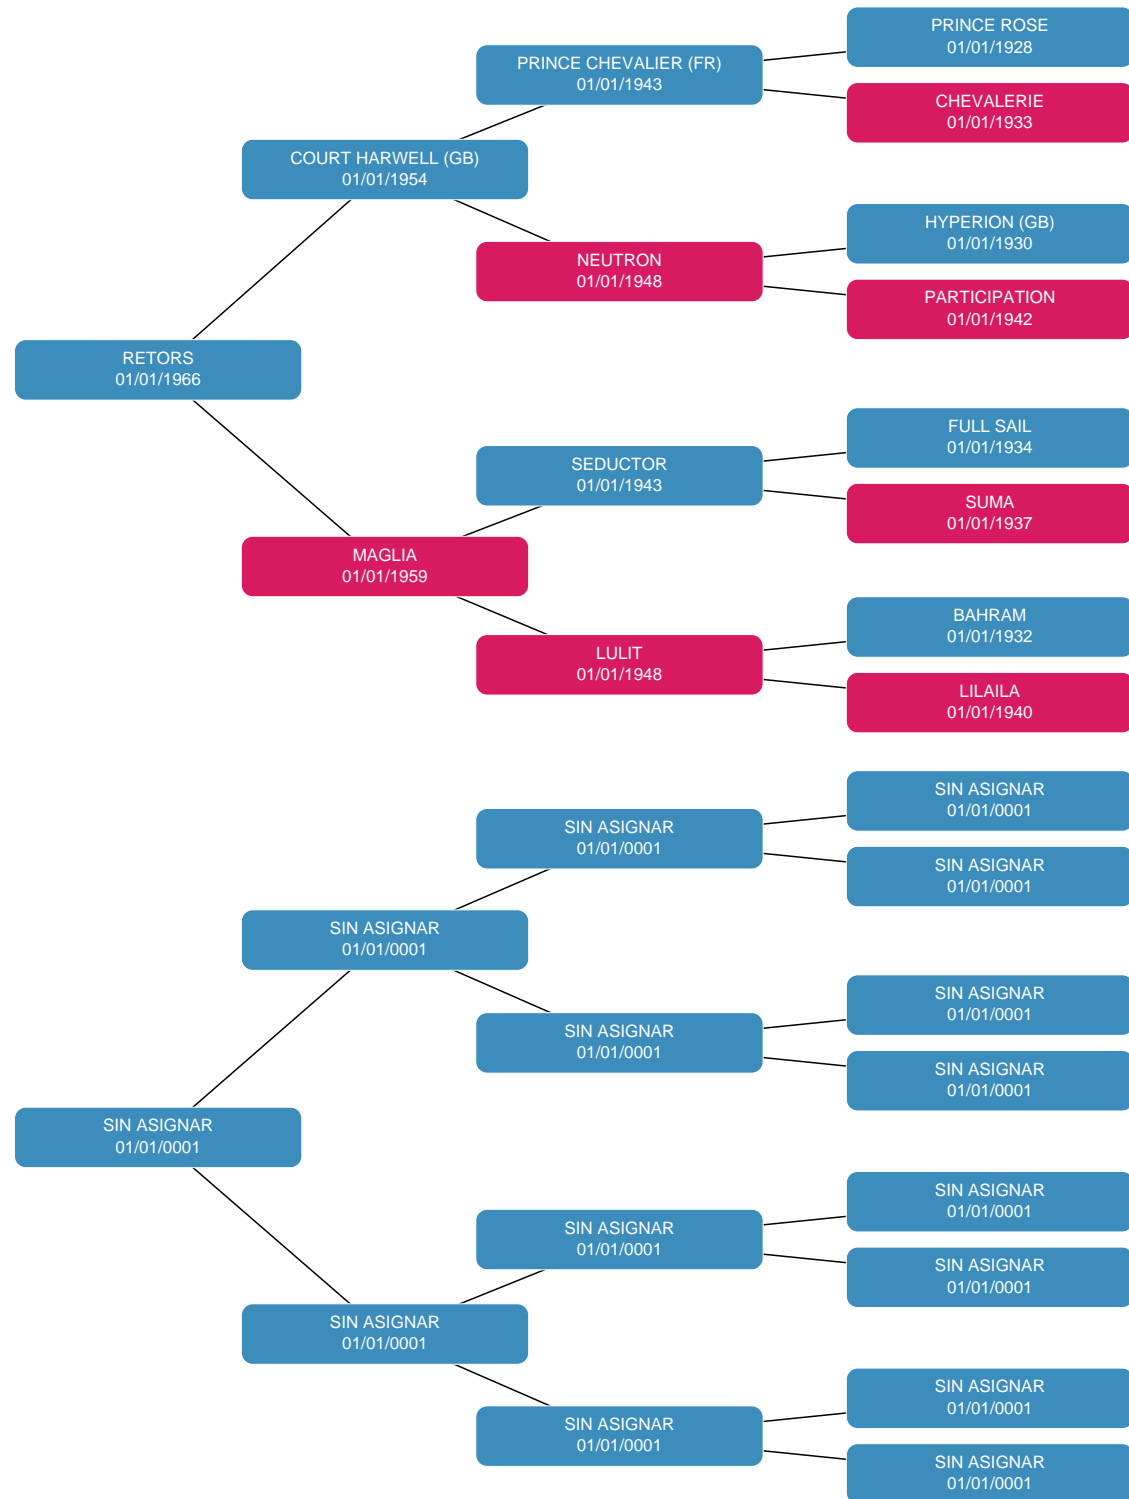 PRINCE ROSE
01/01/1928
PRINCE CHEVALIER (FR)
01/01/1943
CHEVALERIE
01/01/1933
COURT HARWELL (GB)
01/01/1954
HYPERION (GB)
01/01/1930
NEUTRON
01/01/1948
PARTICIPATION
01/01/1942
RETORS
01/01/1966
FULL SAIL
01/01/1934
SEDUCTOR
01/01/1943
SUMA
01/01/1937
MAGLIA
01/01/1959
BAHRAM
01/01/1932
LULIT
01/01/1948
LILAILA
01/01/1940
SIN ASIGNAR
01/01/0001
SIN ASIGNAR
01/01/0001
SIN ASIGNAR
01/01/0001
SIN ASIGNAR
01/01/0001
SIN ASIGNAR
01/01/0001
SIN ASIGNAR
01/01/0001
SIN ASIGNAR
01/01/0001
SIN ASIGNAR
01/01/0001
SIN ASIGNAR
01/01/0001
SIN ASIGNAR
01/01/0001
SIN ASIGNAR
01/01/0001
SIN ASIGNAR
01/01/0001
SIN ASIGNAR
01/01/0001
SIN ASIGNAR
01/01/0001
SIN ASIGNAR
01/01/0001